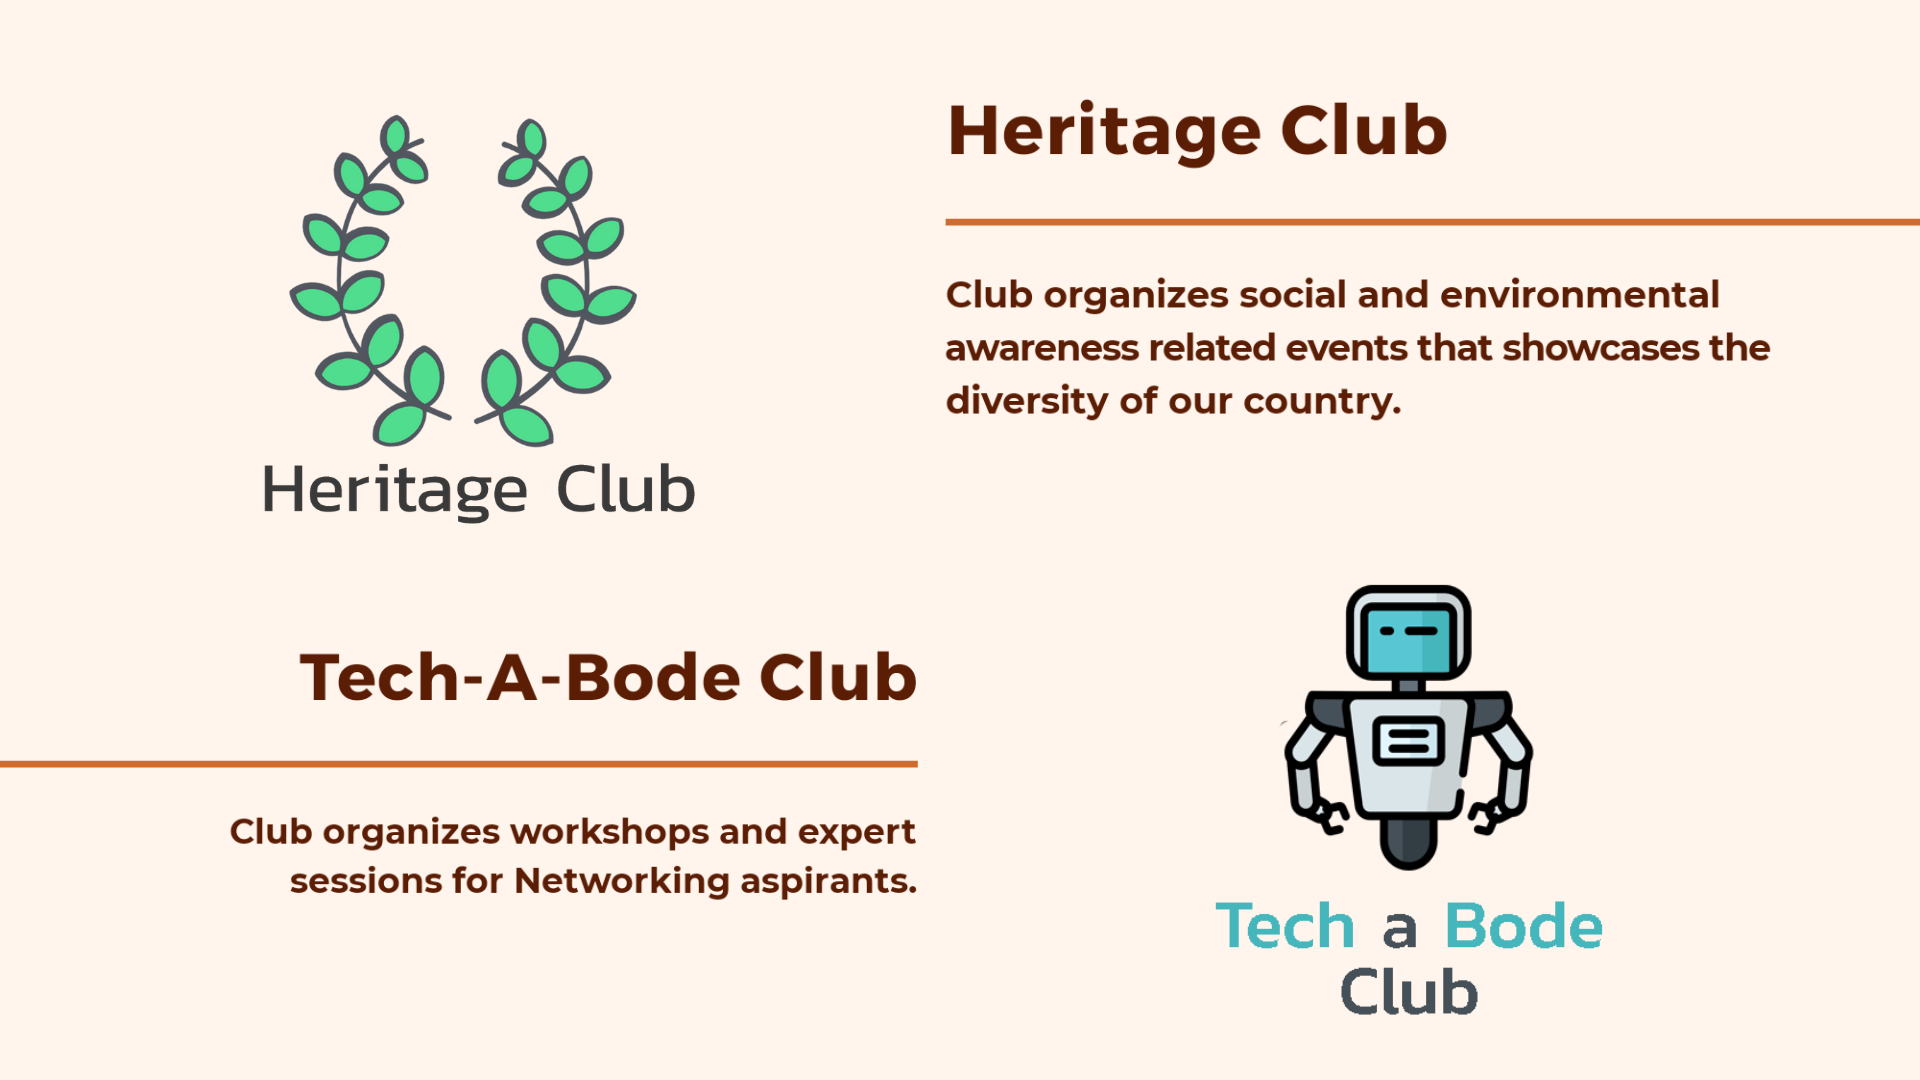 Heritage Club
Heritage Club
Club organizes social and environmental
awareness related events that showcases the
diversity of our country.
Tech-A-Bode Club
Club organizes workshops and expert
sessions for Networking aspirants.
Tech a Bode
Club